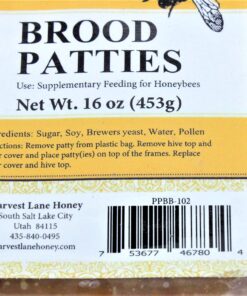 BROOD
PATTIES
Use: Supplementary Feeding for Honeybees
Net Wt. 16 oz (453g)
redients: Sugar, Soy, Brewers yeast, Water, Pollen
ctions: Remove patty from plastic bag. Remove hive top and
r cover and place patty(ies) on top of the frames. Replace
r cover and hive top.
arvest Lane Honey
South Salt Lake City
Utah 84115
435-840-0495
arvestlanehoney.com
PPBB-102
7 53677 46780 4